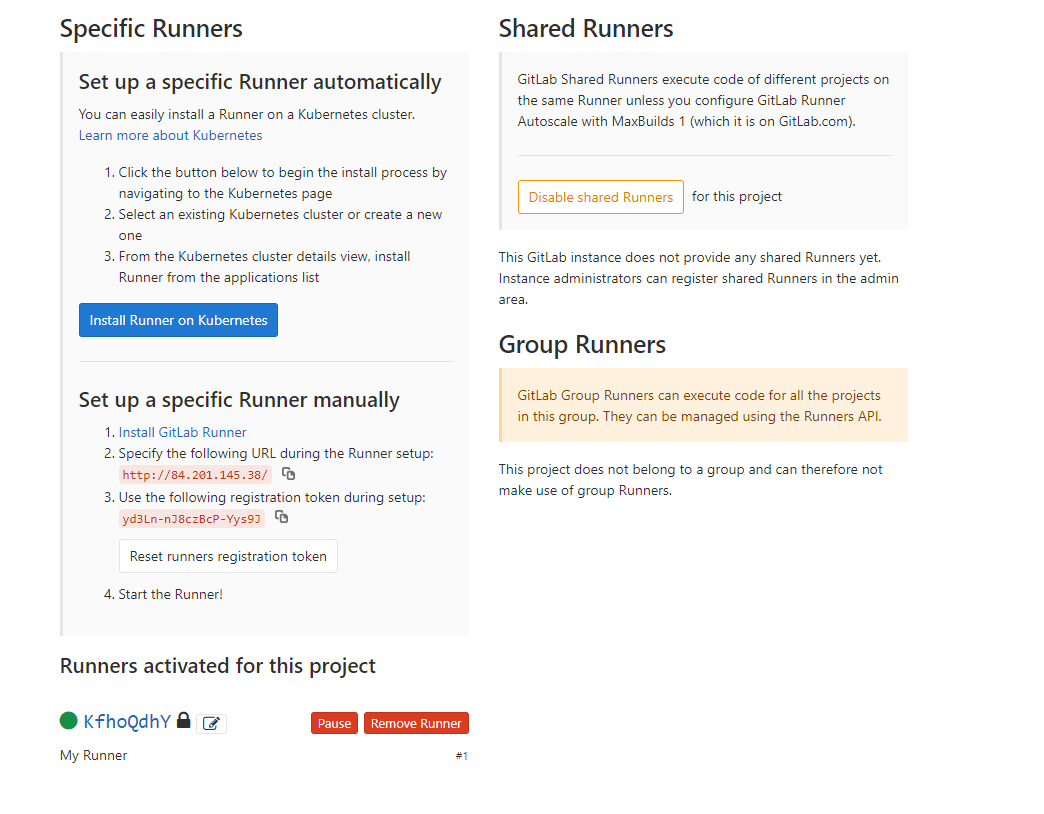 Specific Runners
Set up a specific Runner automatically
You can easily install a Runner on a Kubernetes cluster.
Learn more about Kubernetes
1. Click the button below to begin the install process by
navigating to the Kubernetes page
2. Select an existing Kubernetes cluster or create a new
one
3. From the Kubernetes cluster details view, install
Runner from the applications list
Install Runner on Kubernetes
Set up a specific Runner manually
1. Install GitLab Runner
2. Specify the following URL during the Runner setup:
http://84.201.145.38/
3. Use the following registration token during setup:
yd3Ln-nJ8czBcP-Yys9J
Reset runners registration token
4. Start the Runner!
Runners activated for this project
KfhoQdhY
Pause
Remove Runner
My Runner
#1
Shared Runners
GitLab Shared Runners execute code of different projects on
the same Runner unless you configure GitLab Runner
Autoscale with MaxBuilds 1 (which it is on GitLab.com).
Disable shared Runners for this project
This GitLab instance does not provide any shared Runners yet.
Instance administrators can register shared Runners in the admin
area.
Group Runners
GitLab Group Runners can execute code for all the projects
in this group. They can be managed using the Runners API.
This project does not belong to a group and can therefore not
make use of group Runners.